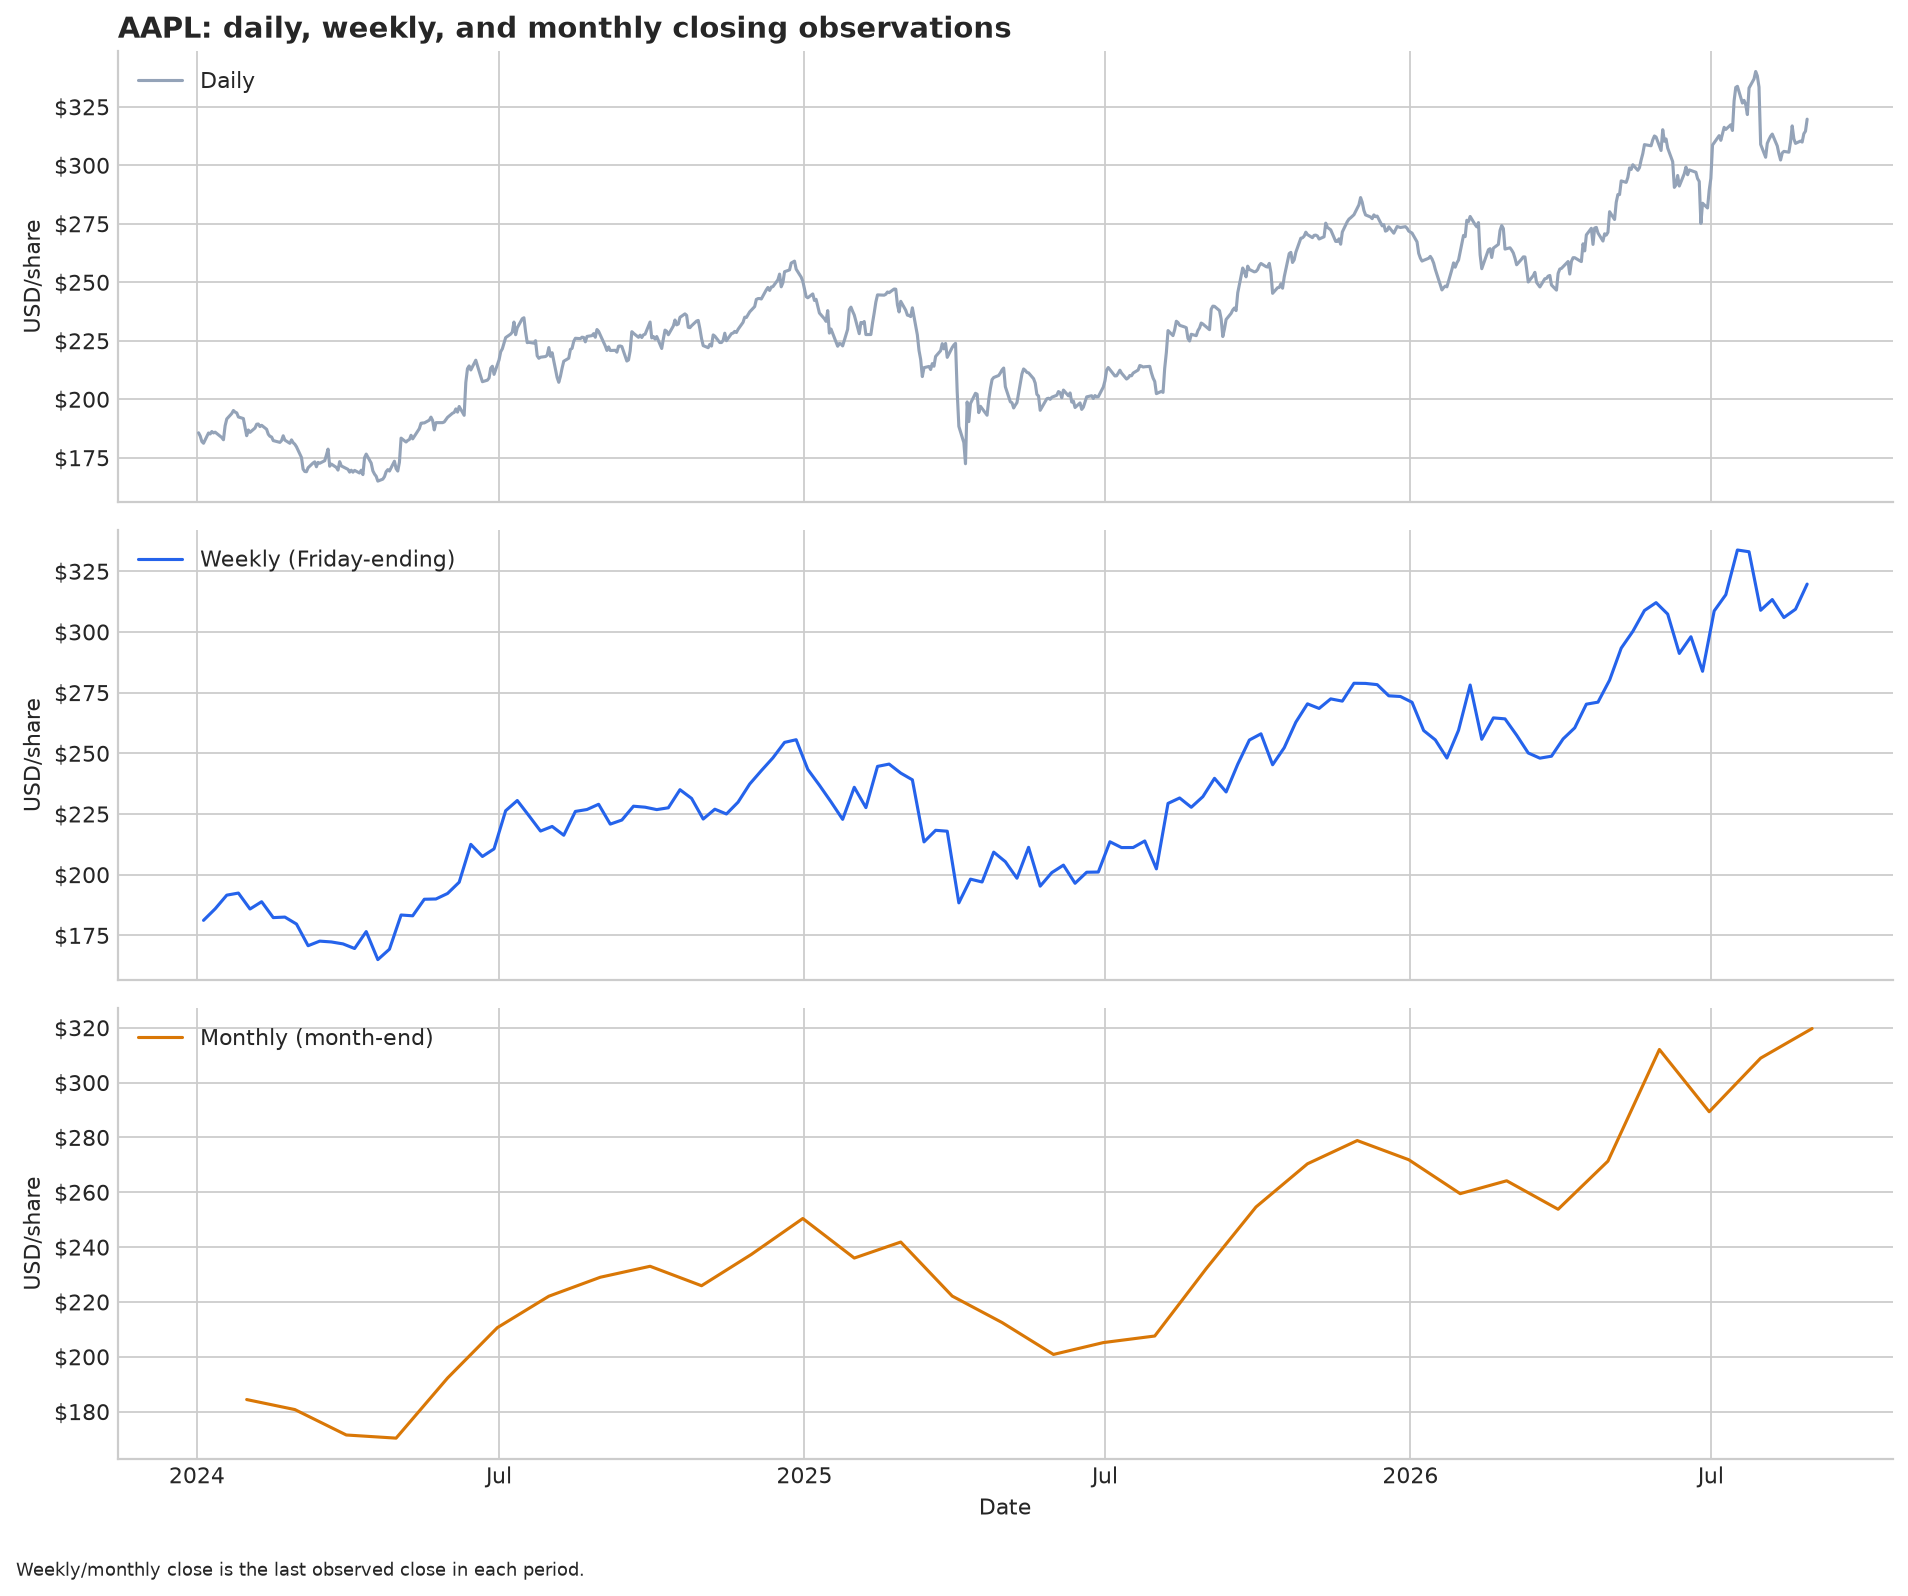 AAPL: daily, weekly, and monthly closing observations
Daily
$325
$300
$275
$250
$225
$200
$175
USD/share
Weekly (Friday-ending)
$325
$300
$275
$250
$225
$200
$175
USD/share
Monthly (month-end)
$320
$300
$280
$260
$240
$220
$200
$180
USD/share
2024 Jul 2025 Jul 2026 Jul
Date
Weekly/monthly close is the last observed close in each period.